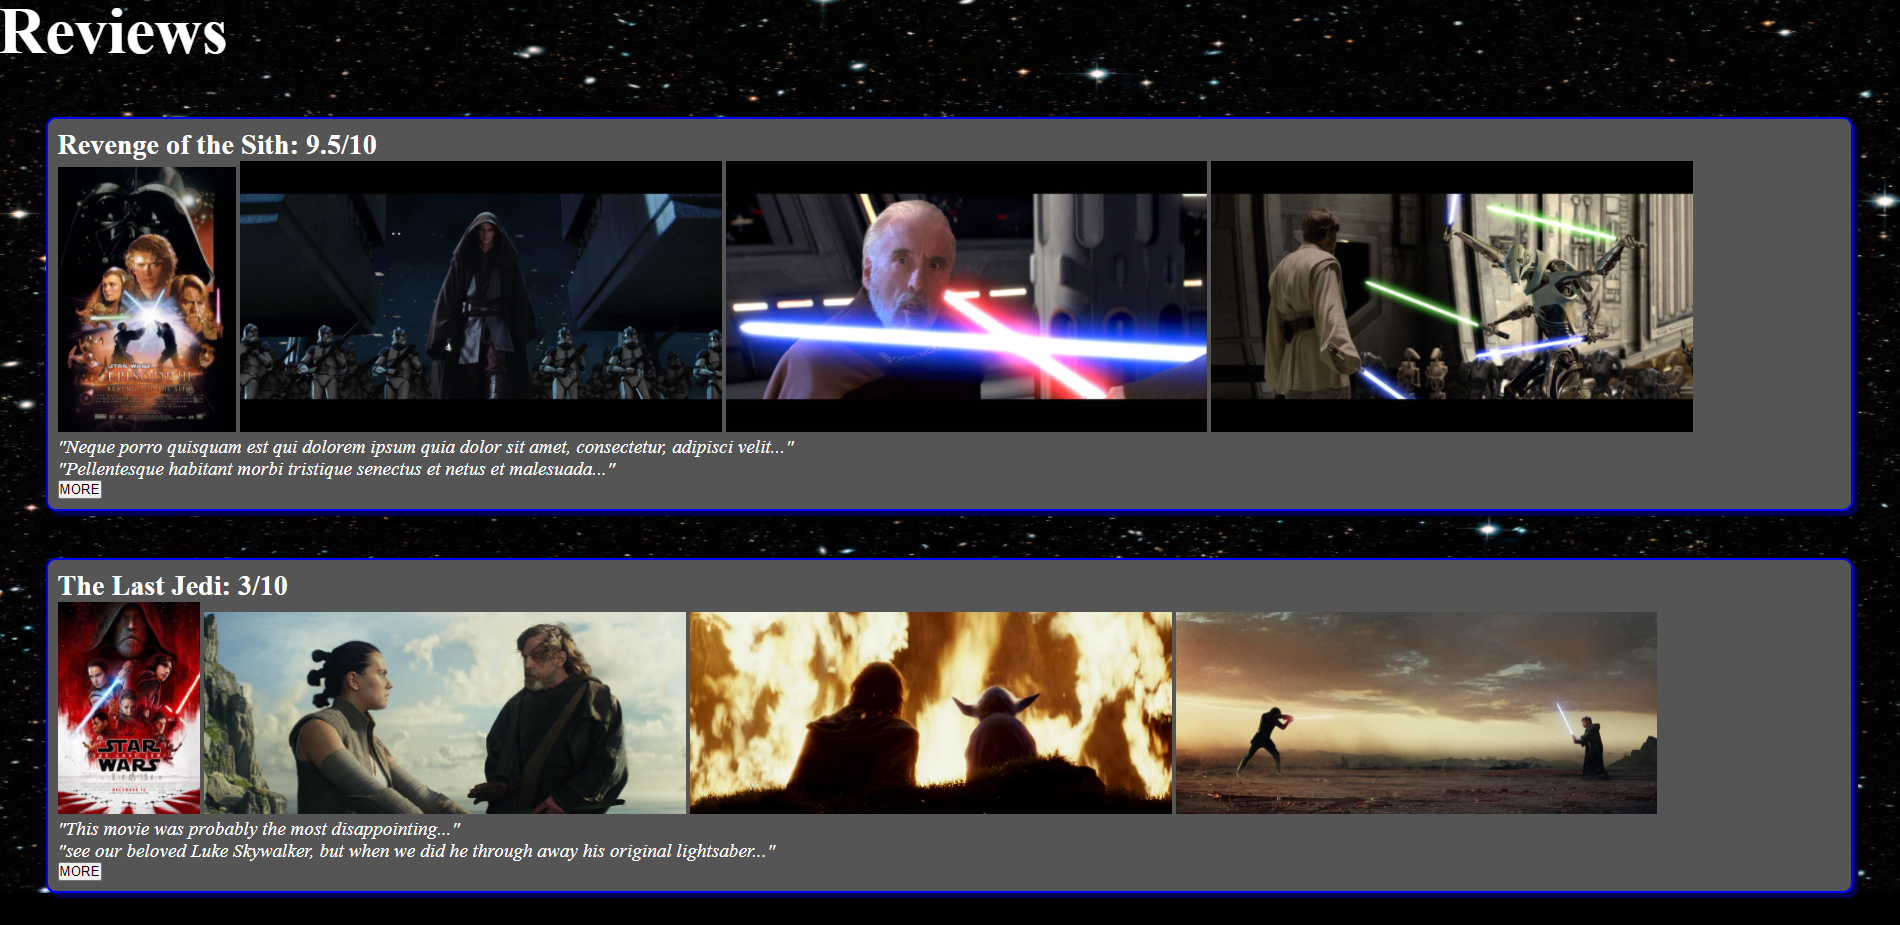 Reviews
Revenge of the Sith: 9.5/10
STAR WARS
EPISODE III
REVENGE OF THE SITH
"Neque porro quisquam est qui dolorem ipsum quia dolor sit amet, consectetur, adipisci velit..."
"Pellentesque habitant morbi tristique senectus et netus et malesuada..."
MORE
The Last Jedi: 3/10
STAR
WARS
DECEMBER 15
"This movie was probably the most disappointing..."
"see our beloved Luke Skywalker, but when we did he through away his original lightsaber..."
MORE